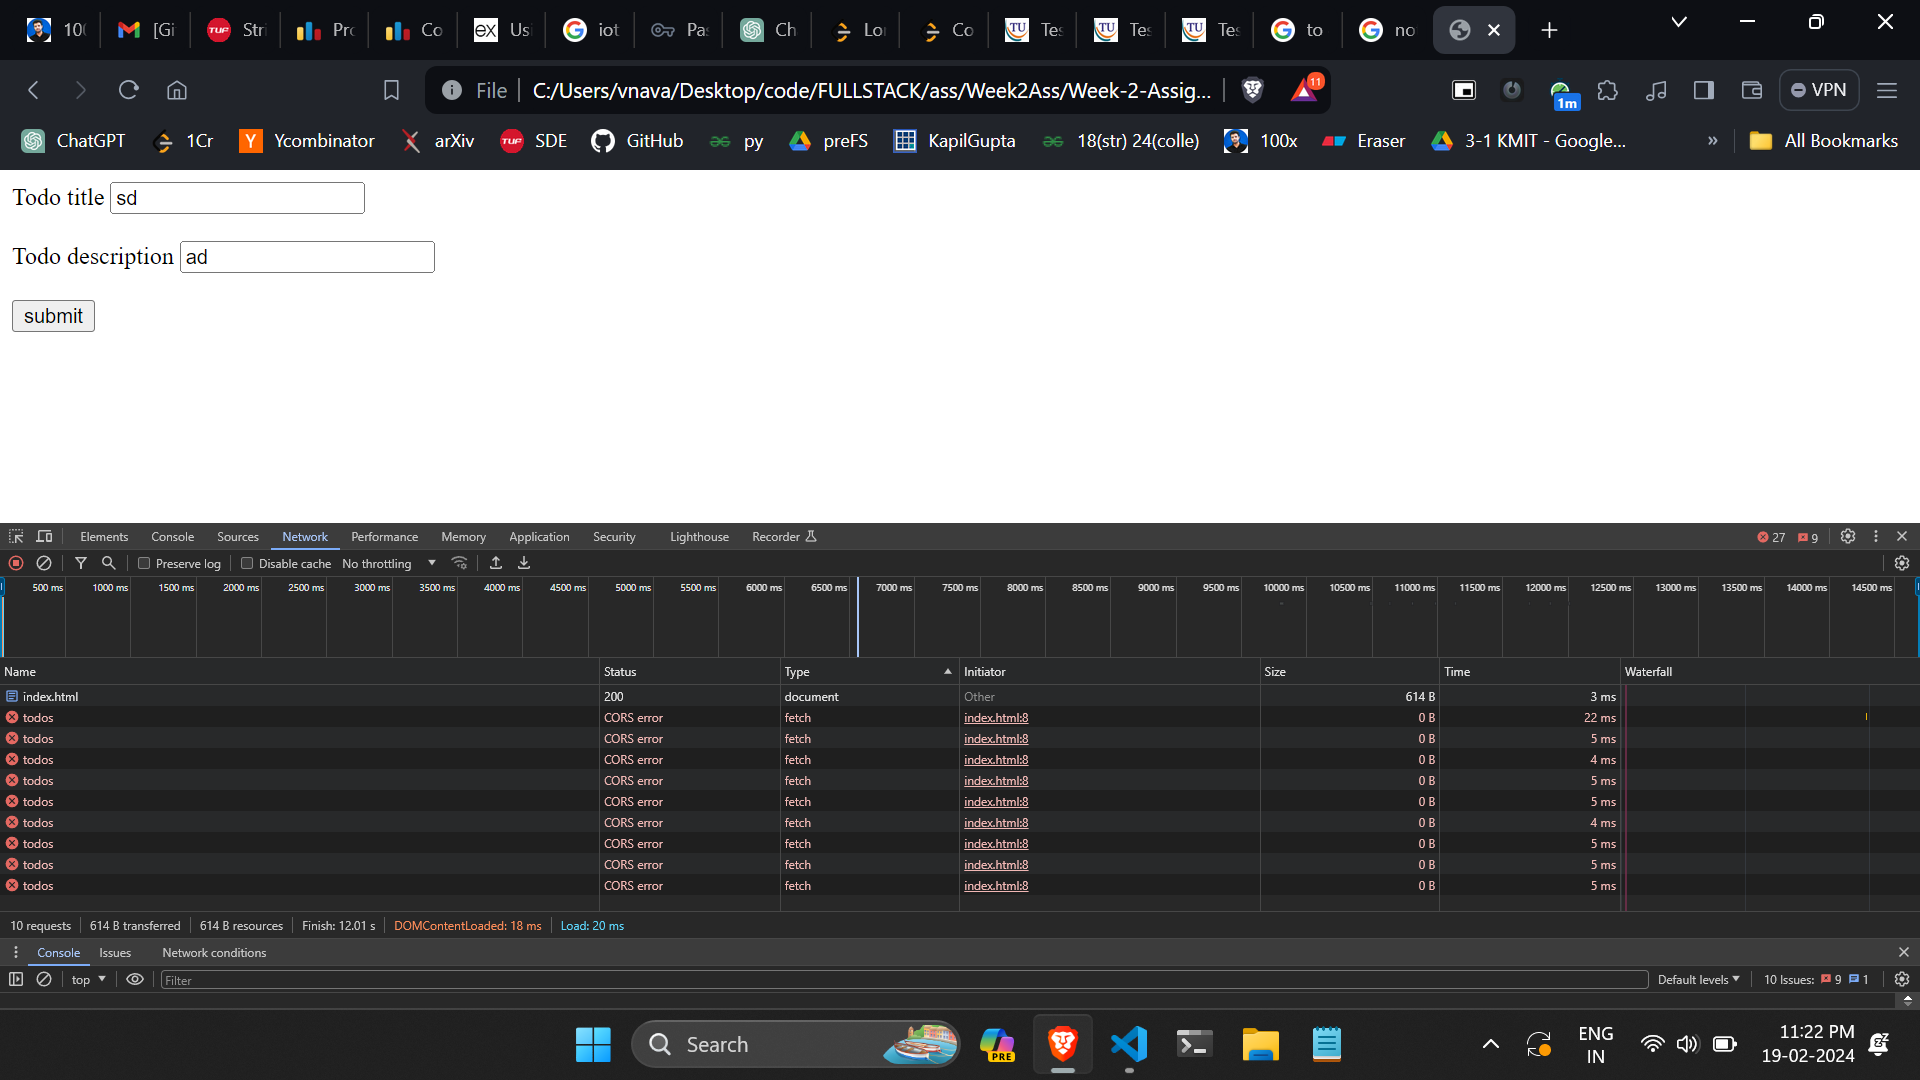 10
[Gi
Stri
Pro
Co
Usi
iot
Pas
Ch
Lo
Co
Tes
Tes
Tes
to
no
File C:/Users/vnava/Desktop/code/FULLSTACK/ass/Week2Ass/Week-2-Assig... 11
1m
VPN
ChatGPT 1Cr Ycombinator arXiv SDE GitHub py preFS KapilGupta 18(str) 24(colle) 100x Eraser 3-1 KMIT - Google... » All Bookmarks
Todo title sd
Todo description ad
submit
Elements Console Sources Network Performance Memory Application Security Lighthouse Recorder 27 9
Preserve log Disable cache No throttling
500 ms 1000 ms 1500 ms 2000 ms 2500 ms 3000 ms 3500 ms 4000 ms 4500 ms 5000 ms 5500 ms 6000 ms 6500 ms 7000 ms 7500 ms 8000 ms 8500 ms 9000 ms 9500 ms 10000 ms 10500 ms 11000 ms 11500 ms 12000 ms 12500 ms 13000 ms 13500 ms 14000 ms 14500 ms
Name Status Type Initiator Size Time Waterfall
index.html 200 document Other 614 B 3 ms
todos CORS error fetch index.html:8 0 B 22 ms
todos CORS error fetch index.html:8 0 B 5 ms
todos CORS error fetch index.html:8 0 B 4 ms
todos CORS error fetch index.html:8 0 B 5 ms
todos CORS error fetch index.html:8 0 B 5 ms
todos CORS error fetch index.html:8 0 B 4 ms
todos CORS error fetch index.html:8 0 B 5 ms
todos CORS error fetch index.html:8 0 B 5 ms
todos CORS error fetch index.html:8 0 B 5 ms
10 requests 614 B transferred 614 B resources Finish: 12.01 s DOMContentLoaded: 18 ms Load: 20 ms
Console Issues Network conditions
top Filter Default levels 10 Issues: 9 1
Search PRE ENG IN 11:22 PM 19-02-2024